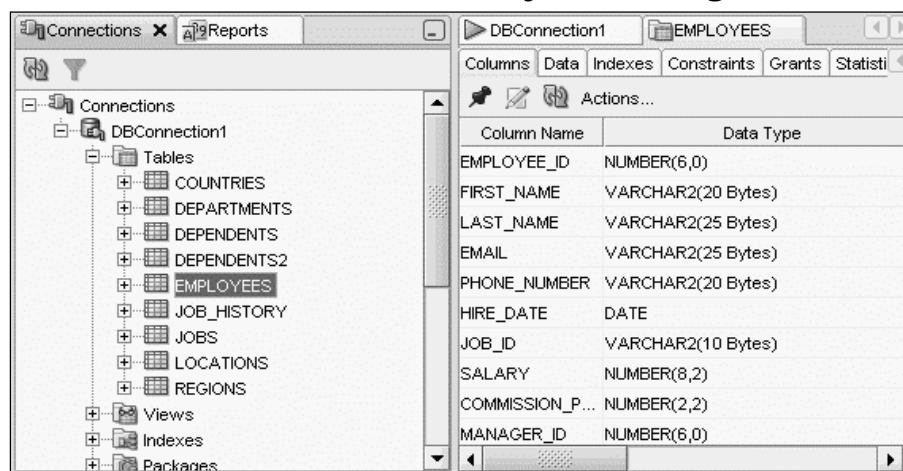 Connections Reports
Connections
DBConnection1
Tables
COUNTRIES
DEPARTMENTS
DEPENDENTS
DEPENDENTS2
EMPLOYEES
JOB_HISTORY
JOBS
LOCATIONS
REGIONS
Views
Indexes
Packages
DBConnection1 EMPLOYEES
Columns Data Indexes Constraints Grants Statisti
Actions...
Column Name Data Type
EMPLOYEE_ID NUMBER(6,0)
FIRST_NAME VARCHAR2(20 Bytes)
LAST_NAME VARCHAR2(25 Bytes)
EMAIL VARCHAR2(25 Bytes)
PHONE_NUMBER VARCHAR2(20 Bytes)
HIRE_DATE DATE
JOB_ID VARCHAR2(10 Bytes)
SALARY NUMBER(8,2)
COMMISSION_P... NUMBER(2,2)
MANAGER_ID NUMBER(6,0)